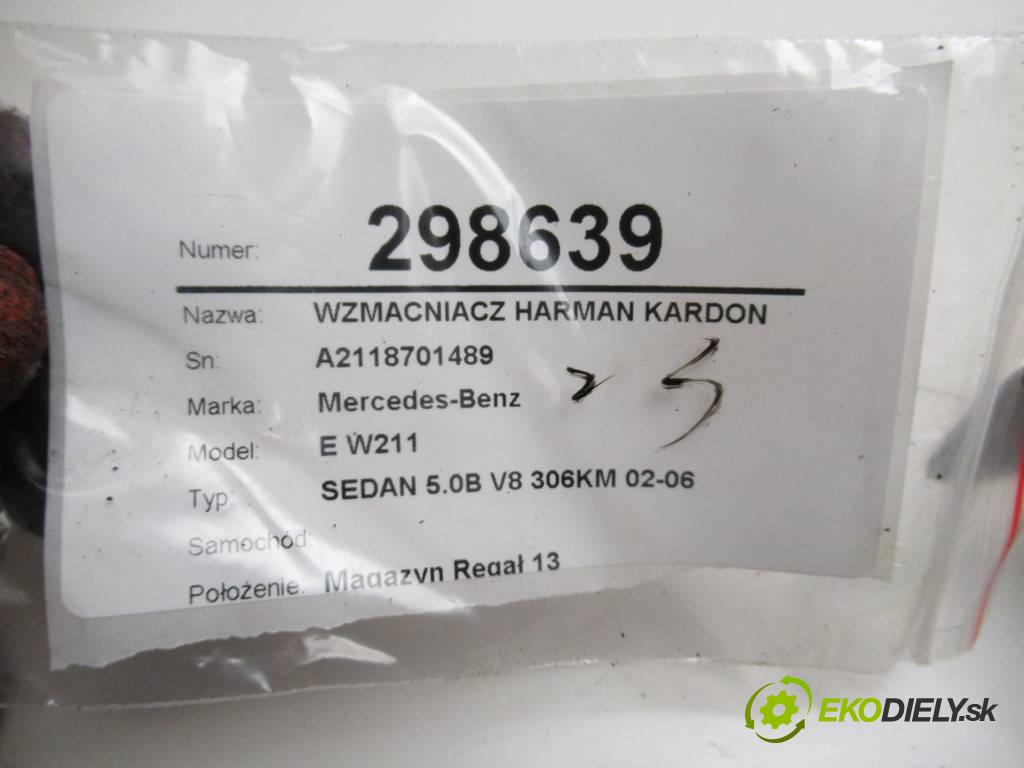 Numer: 298639
Nazwa: WZMACNIACZ HARMAN KARDON
Sn: A2118701489
Marka: Mercedes-Benz
Model: E W211
Typ: SEDAN 5.0B V8 306KM 02-06
Samochód:
Położenie: Magazyn Regał 13
EKODIELY.sk